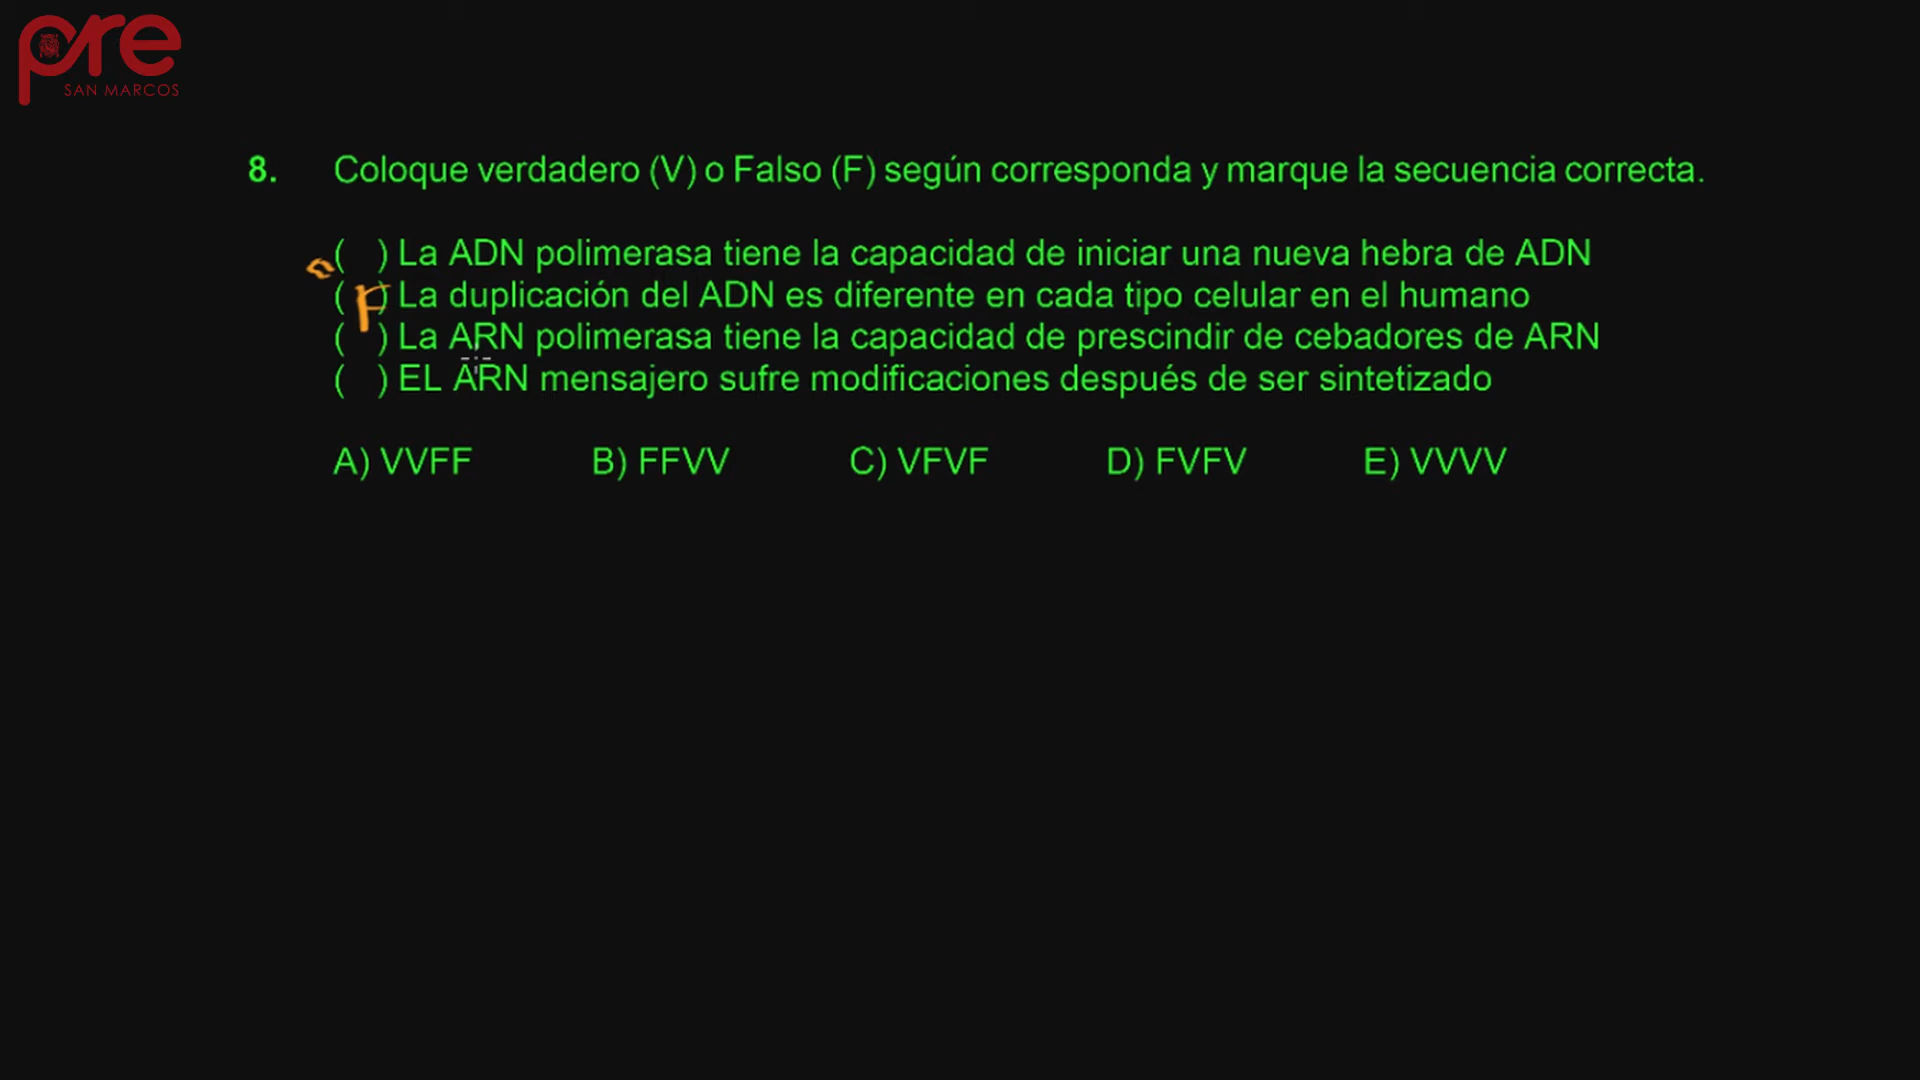 pre
SAN MARCOS
8. Coloque verdadero (V) o Falso (F) según corresponda y marque la secuencia correcta.
( ) La ADN polimerasa tiene la capacidad de iniciar una nueva hebra de ADN
( F ) La duplicación del ADN es diferente en cada tipo celular en el humano
( ) La ARN polimerasa tiene la capacidad de prescindir de cebadores de ARN
( ) EL ARN mensajero sufre modificaciones después de ser sintetizado
A) VVFF B) FFVV C) VFVF D) FVFV E) VVVV